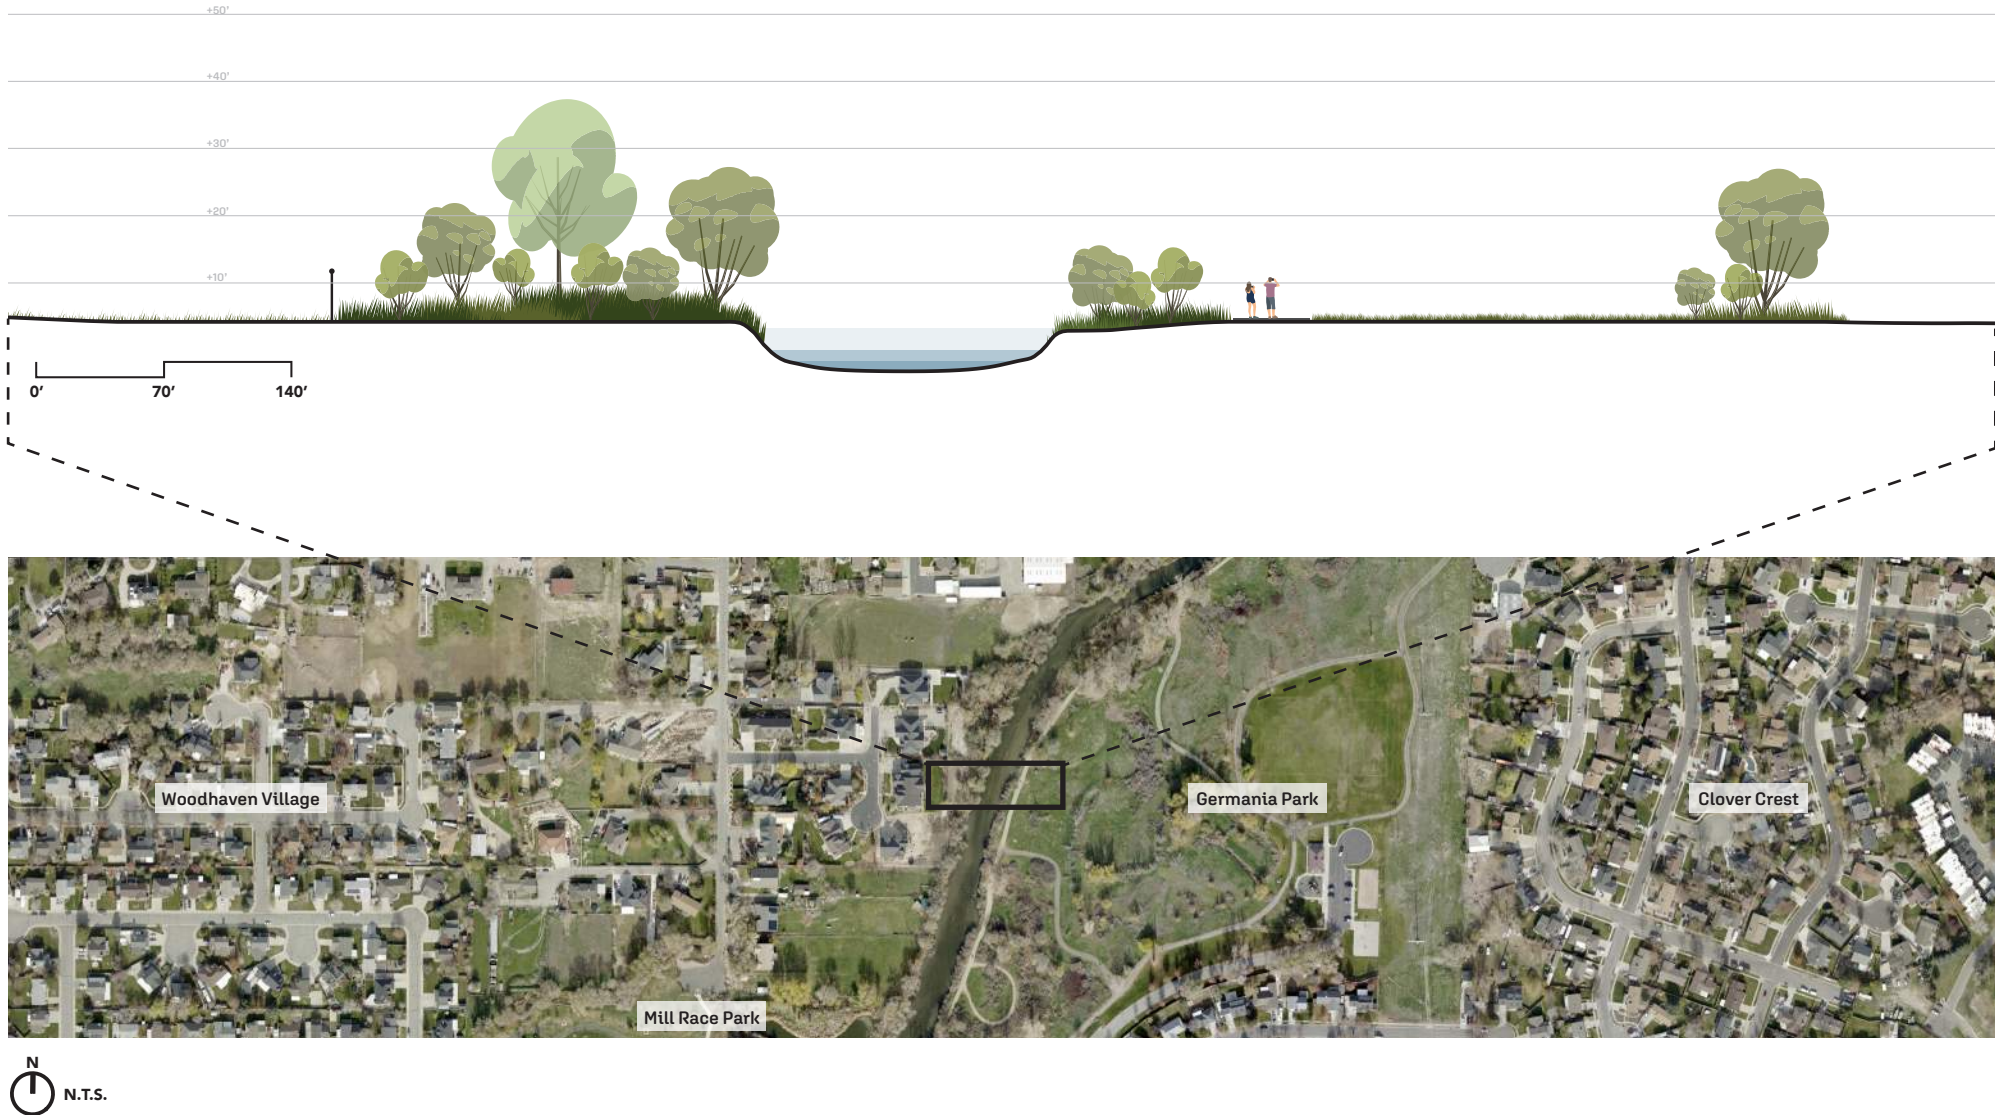 +50'
+40'
+30'
+20'
+10'
0' 70' 140'
Woodhaven Village
Germania Park
Clover Crest
Mill Race Park
N
N.T.S.